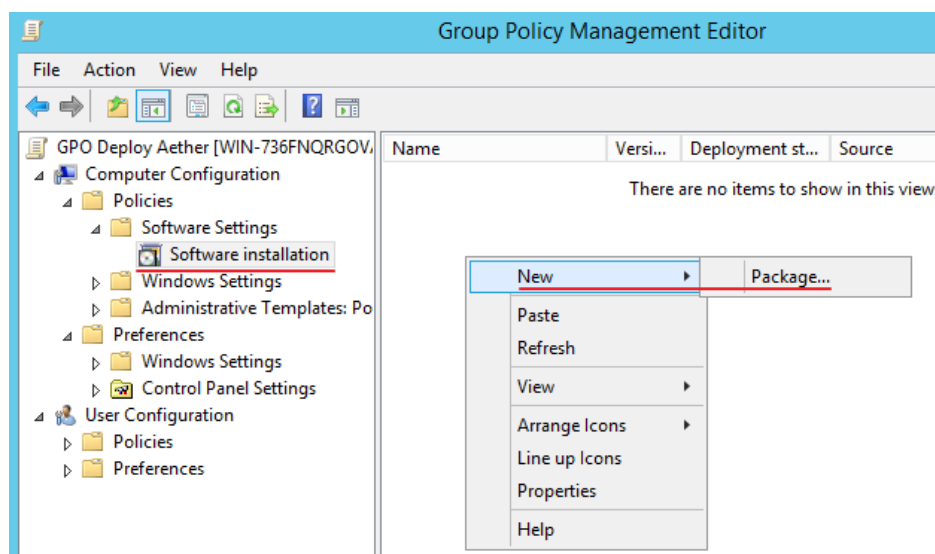 Group Policy Management Editor
File Action View Help
GPO Deploy Aether [WIN-736FNQRGOV
Computer Configuration
Policies
Software Settings
Software installation
Windows Settings
Administrative Templates: Po
Preferences
Windows Settings
Control Panel Settings
User Configuration
Policies
Preferences
Name Versi... Deployment st... Source
There are no items to show in this view
New
Package...
Paste
Refresh
View
Arrange Icons
Line up Icons
Properties
Help